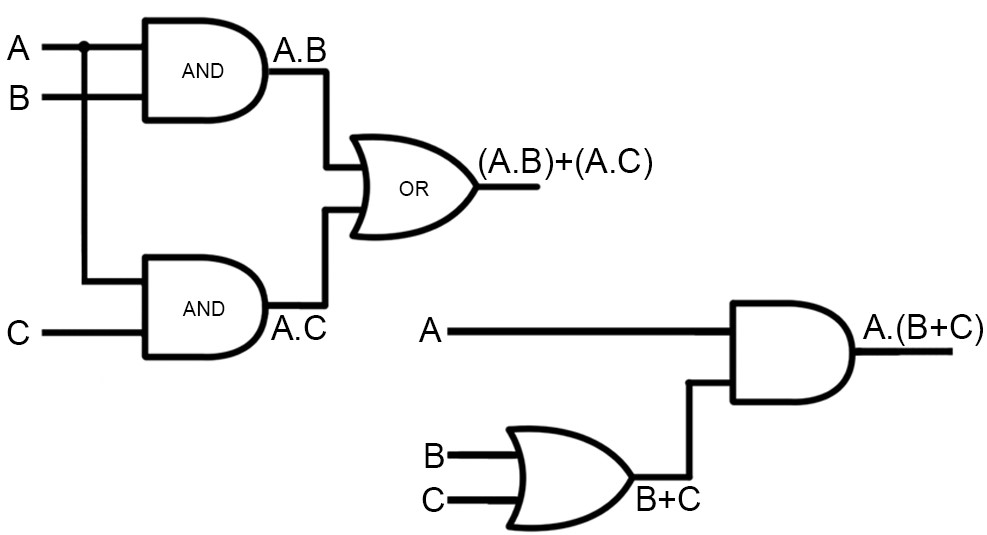 A
B
AND
A.B
OR
(A.B)+(A.C)
C
AND
A.C
A
A.(B+C)
B
C
B+C